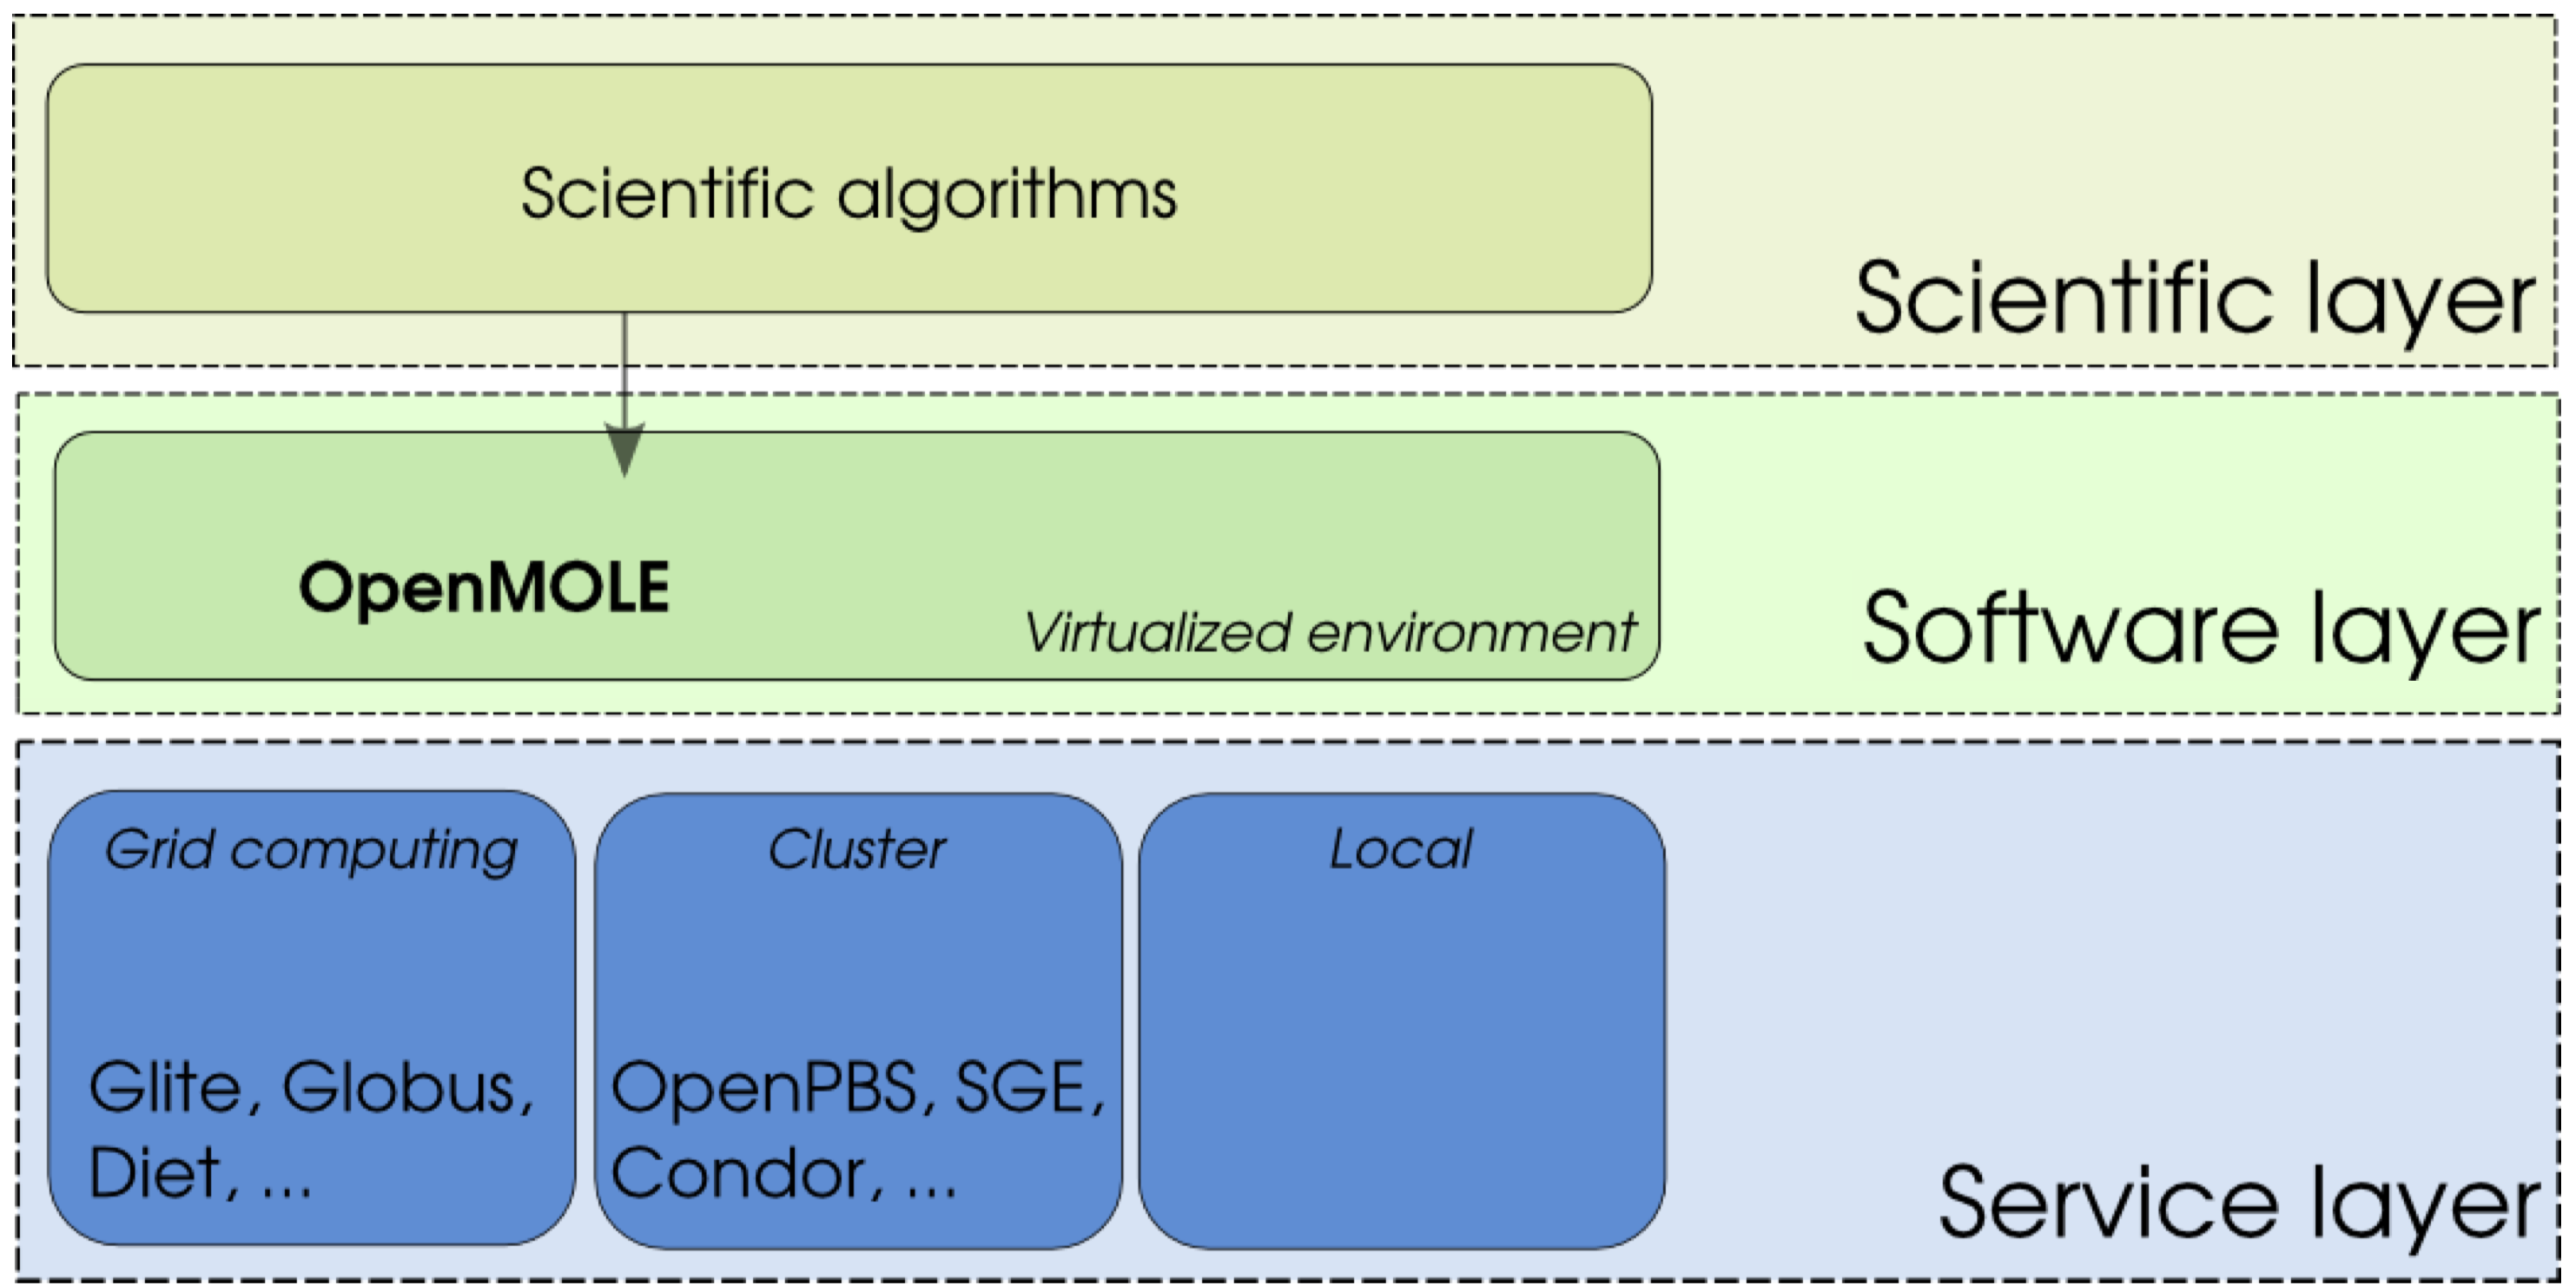 Scientific algorithms
Scientific layer
OpenMOLE
Virtualized environment
Software layer
Grid computing
Glite, Globus,
Diet, ...
Cluster
OpenPBS, SGE,
Condor, ...
Local
Service layer